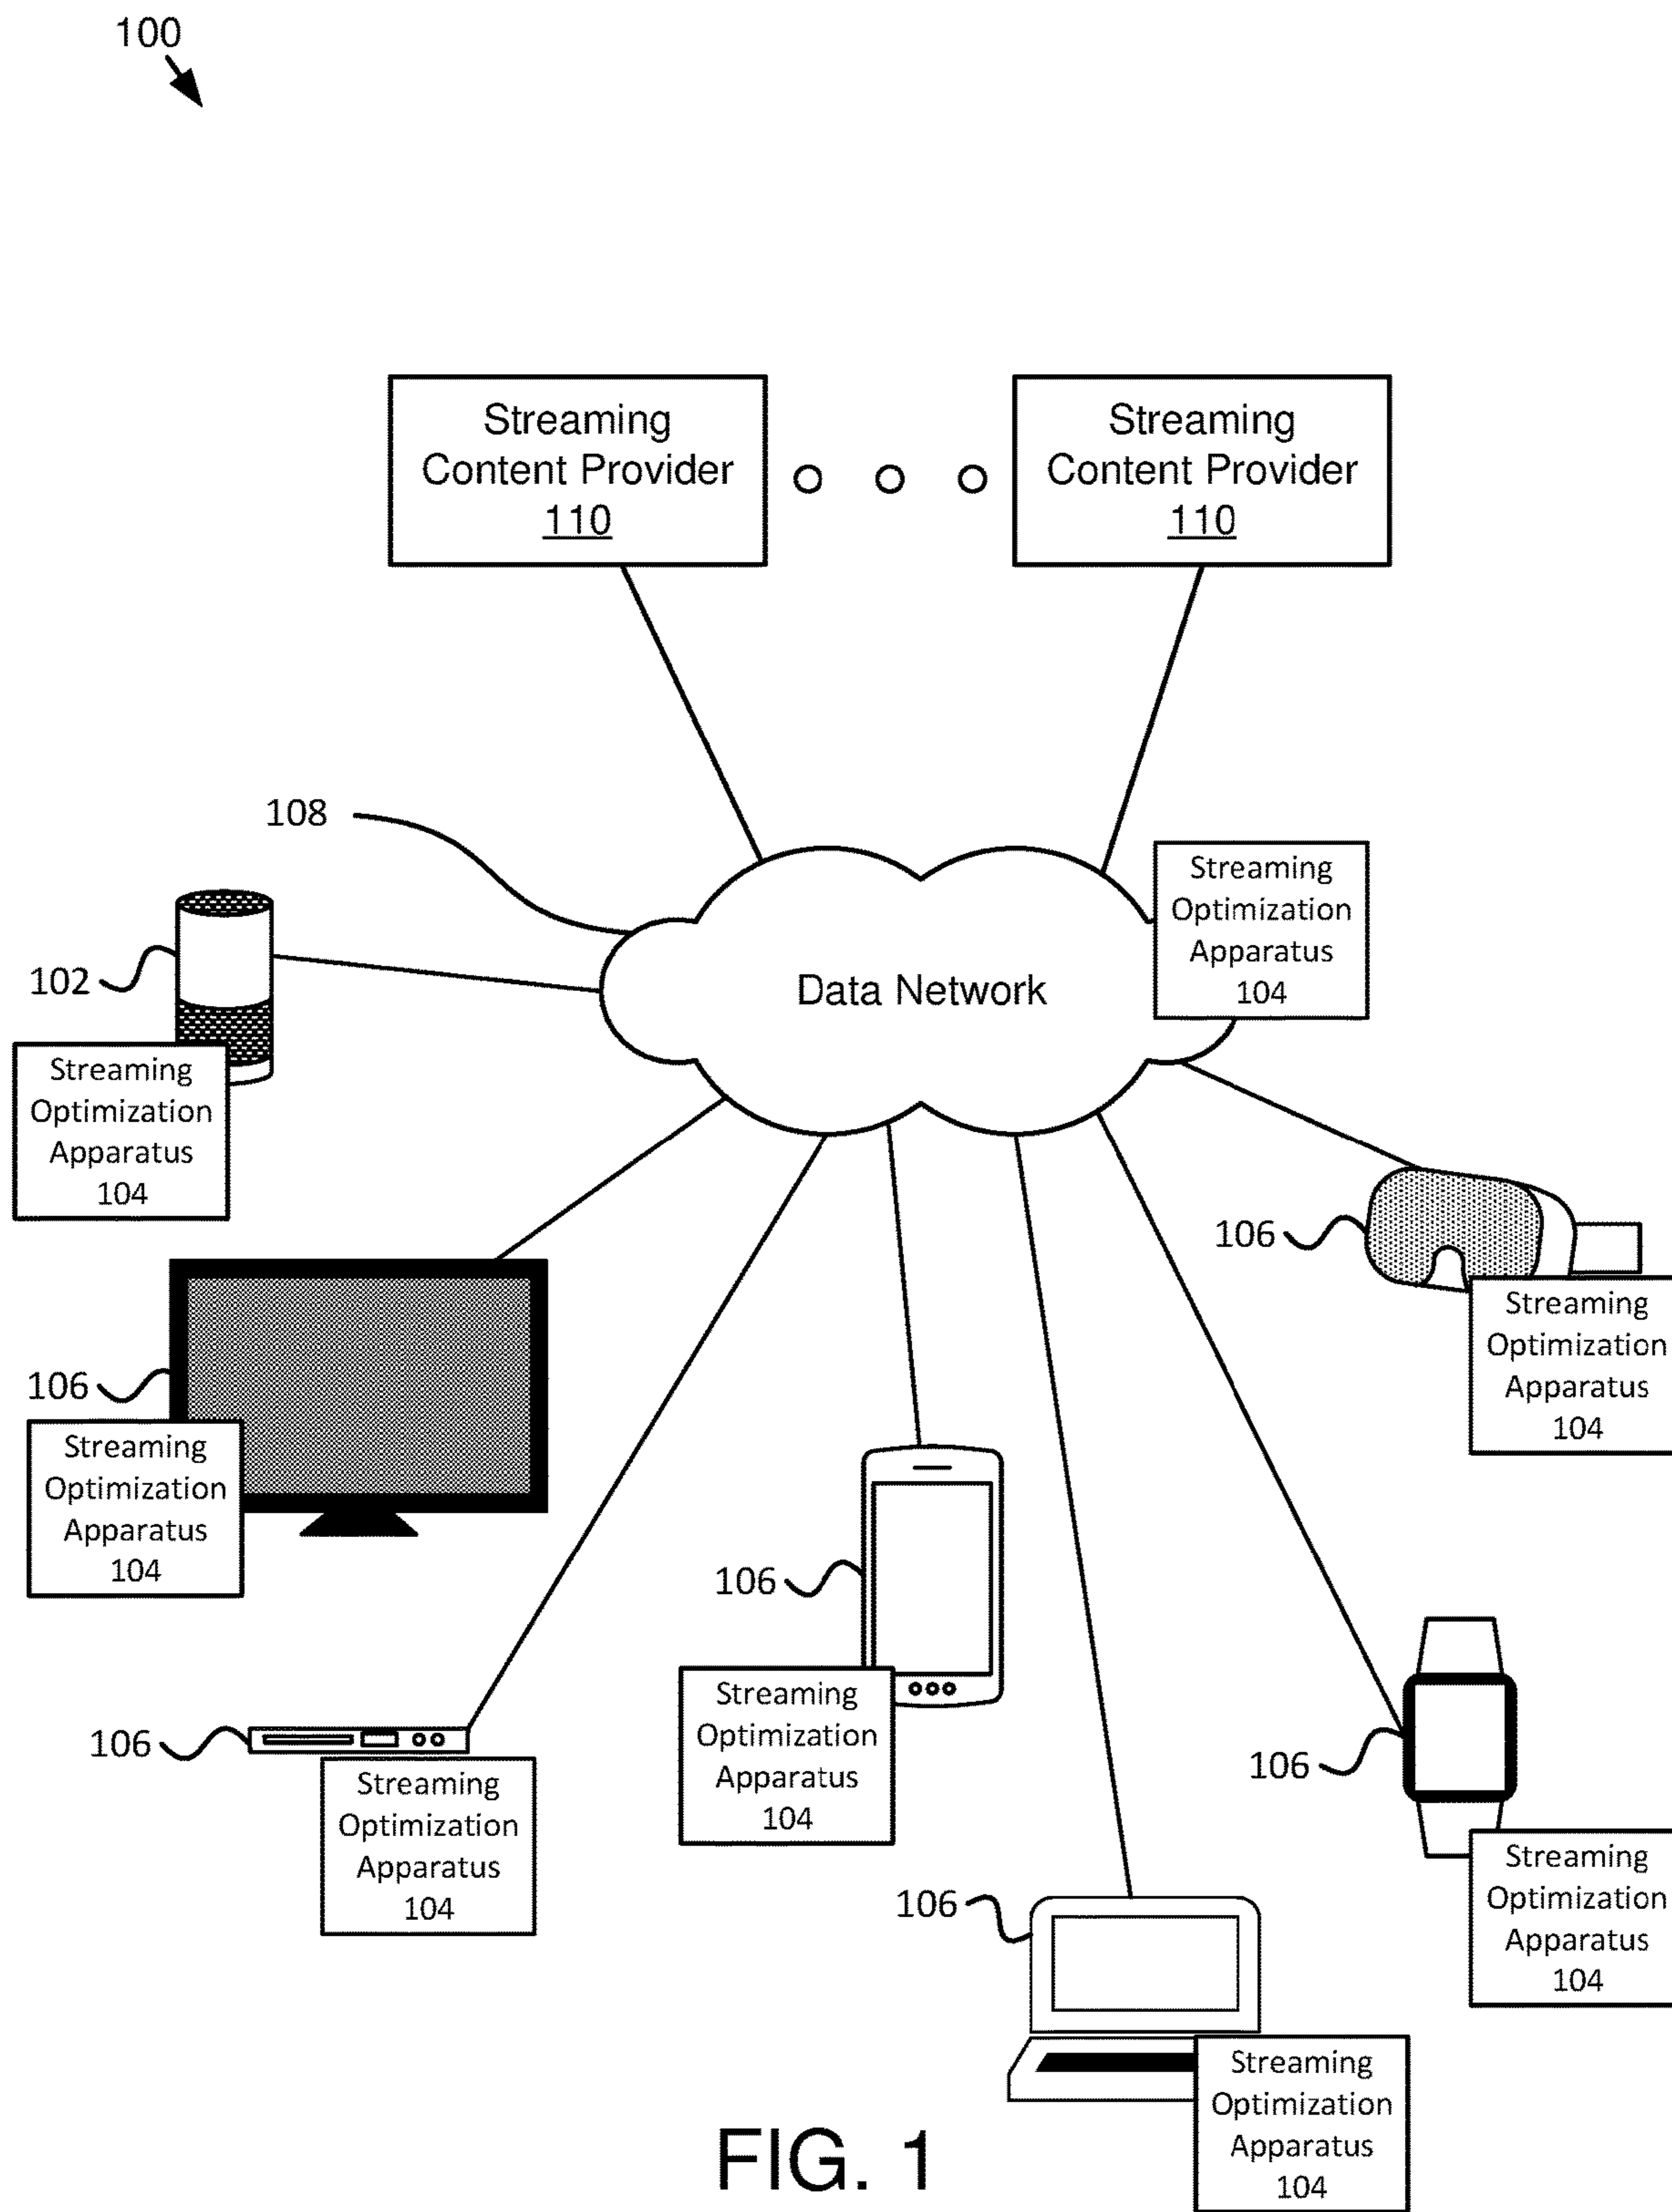 100
Streaming
Content Provider
110
Streaming
Content Provider
110
108
Streaming
Optimization
Apparatus
104
Data Network
102
Streaming
Optimization
Apparatus
104
106
Streaming
Optimization
Apparatus
104
106
Streaming
Optimization
Apparatus
104
106
Streaming
Optimization
Apparatus
104
106
Streaming
Optimization
Apparatus
104
106
Streaming
Optimization
Apparatus
104
106
Streaming
Optimization
Apparatus
104
FIG. 1